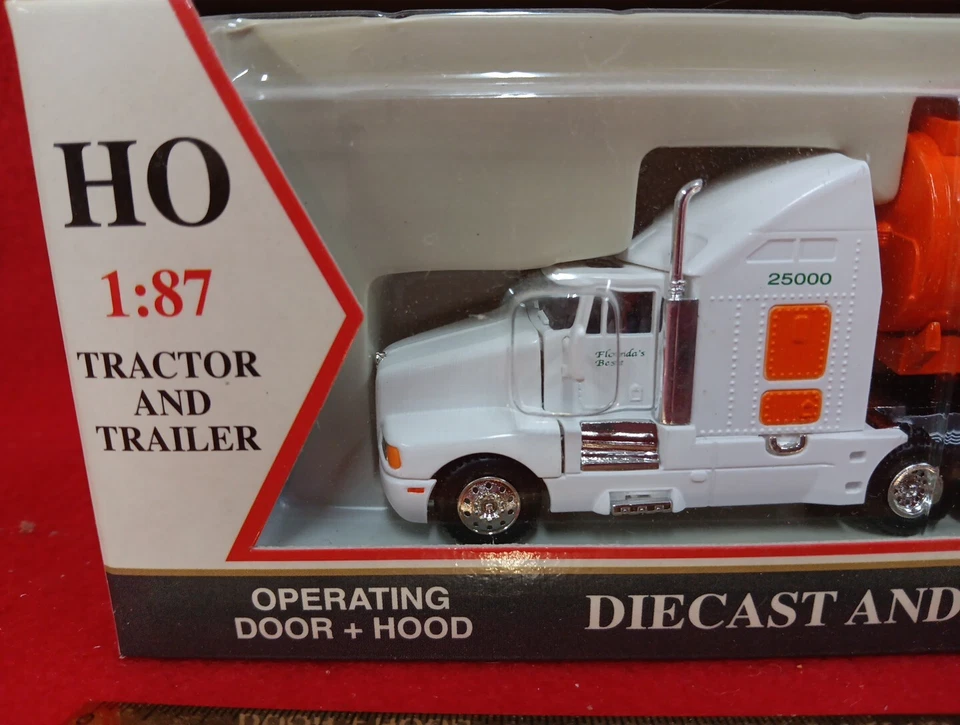 HO
1:87
TRACTOR
AND
TRAILER
25000
Florida's
Best
OPERATING
DOOR + HOOD
DIECAST AND